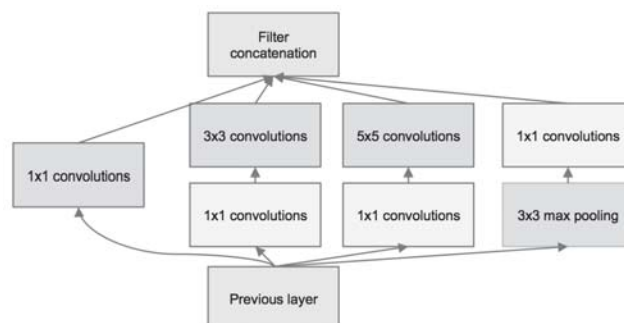 Filter
concatenation
3x3 convolutions
5x5 convolutions
1x1 convolutions
1x1 convolutions
1x1 convolutions
1x1 convolutions
3x3 max pooling
Previous layer